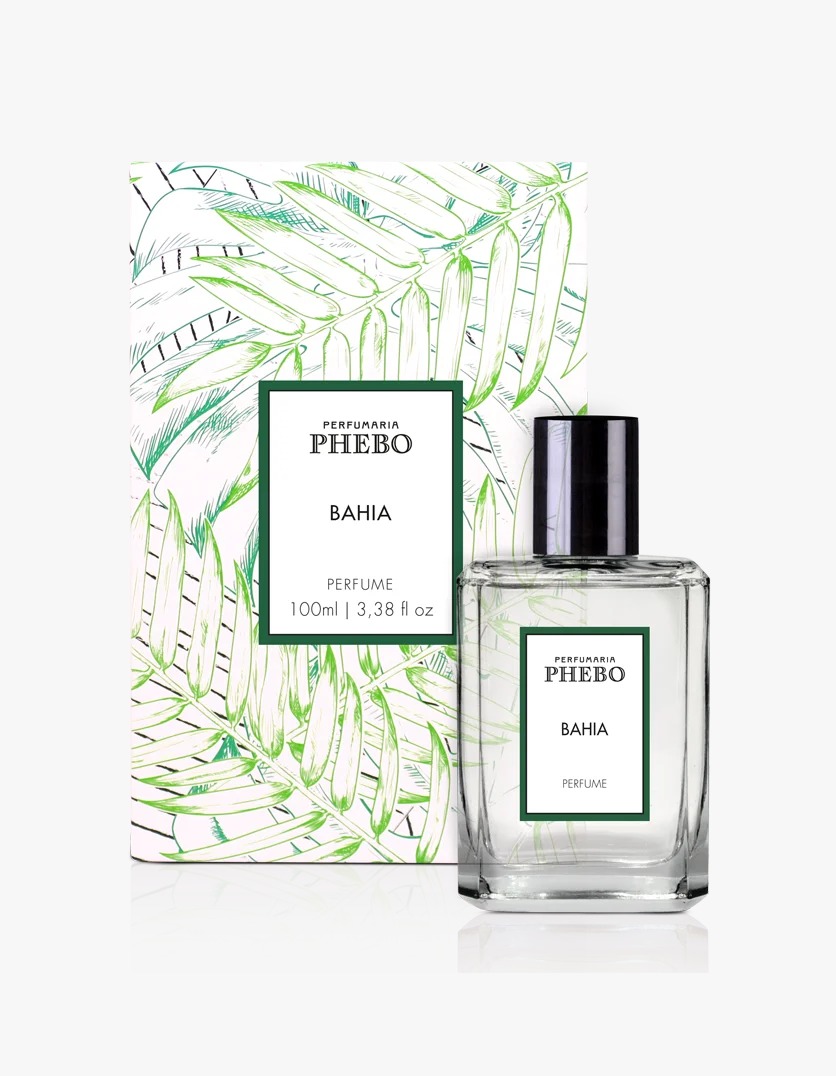 PERFUMARIA
PHEBO
BAHIA
PERFUME
100ml | 3,38 fl oz
PERFUMARIA
PHEBO
BAHIA
PERFUME